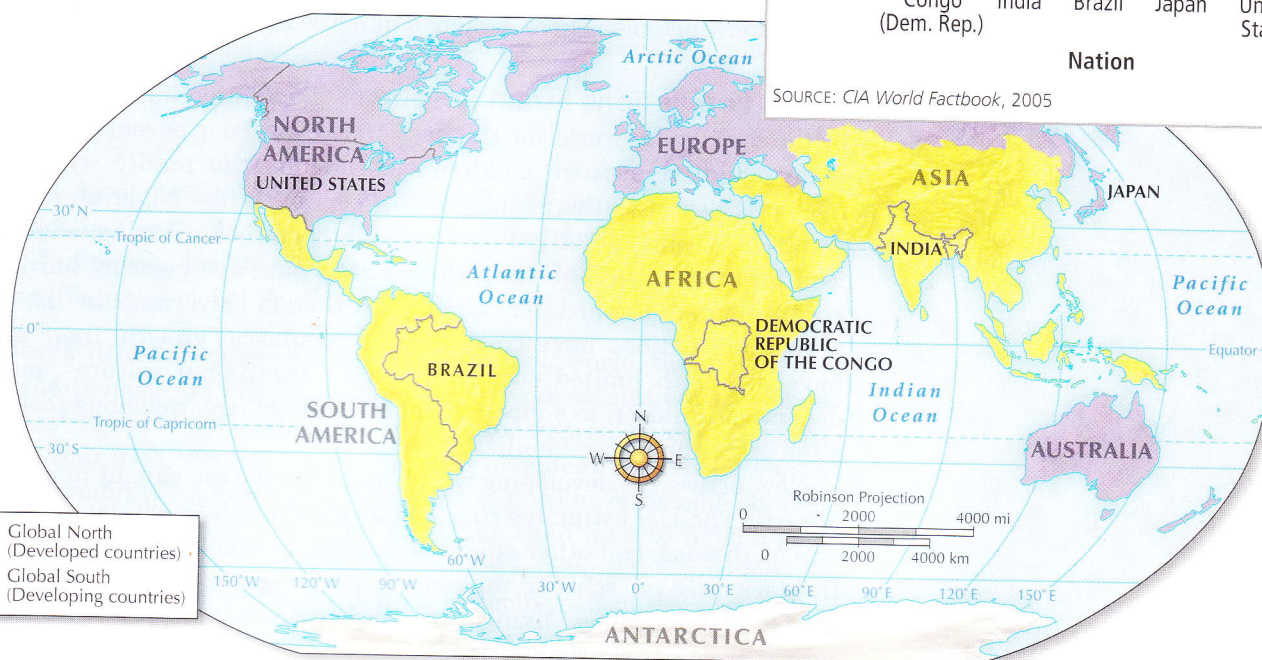 Congo India Brazil Japan
(Dem. Rep.)
Nation
SOURCE: CIA World Factbook, 2005
Arctic Ocean
NORTH
AMERICA
UNITED STATES
EUROPE
ASIA
JAPAN
INDIA
30°N
Tropic of Cancer
Atlantic
Ocean
AFRICA
Pacific
Ocean
0°
Equator
DEMOCRATIC
REPUBLIC
OF THE CONGO
Pacific
Ocean
BRAZIL
Indian
Ocean
SOUTH
AMERICA
Tropic of Capricorn
30°S
N
W E
S
AUSTRALIA
Robinson Projection
0 2000 4000 mi
0 2000 4000 km
Global North
(Developed countries)
Global South
(Developing countries)
150°W 120°W 90°W 60°W 30°W 0° 30°E 60°E 90°E 120°E 150°E
ANTARCTICA